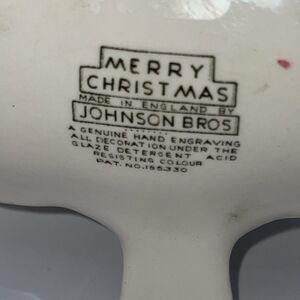 MERRY
CHRISTMAS
MADE IN ENGLAND BY
JOHNSON BROS
A GENUINE HAND ENGRAVING
ALL DECORATION UNDER THE
GLAZE DETERGENT ACID
RESISTING COLOUR
PAT. NO. 185330